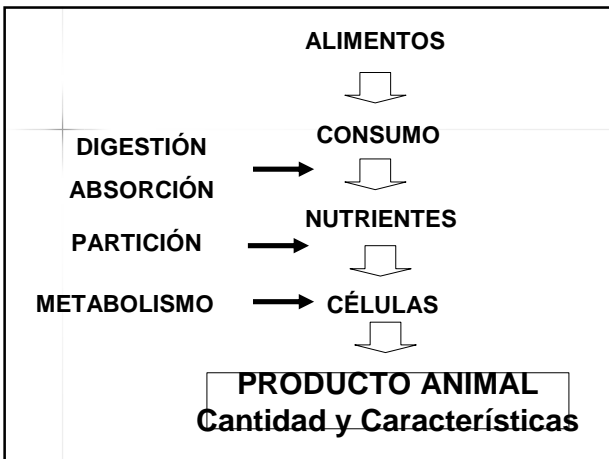 ALIMENTOS
CONSUMO
DIGESTIÓN
ABSORCIÓN
NUTRIENTES
PARTICIÓN
METABOLISMO
CÉLULAS
PRODUCTO ANIMAL
Cantidad y Características